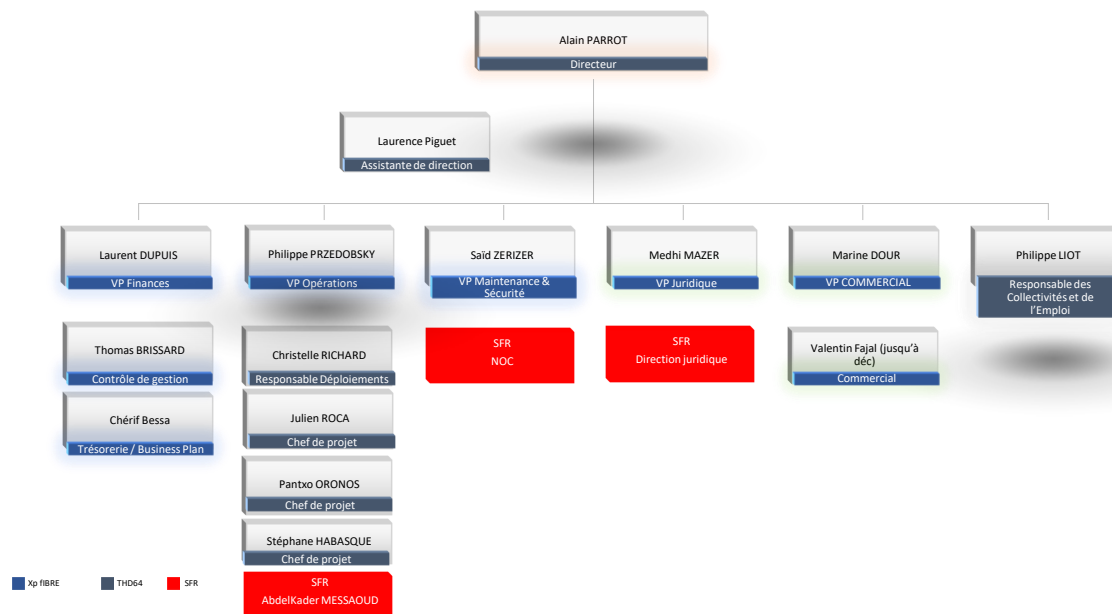 Alain PARROT
Directeur
Laurence Piguet
Assistante de direction
Laurent DUPUIS
VP Finances
Philippe PRZEDOBSKY
VP Opérations
Saïd ZERIZER
VP Maintenance &
Sécurité
Medhi MAZER
VP Juridique
Marine DOUR
VP COMMERCIAL
Philippe LIOT
Responsable des
Collectivités et de
l'Emploi
Thomas BRISSARD
Contrôle de gestion
Christelle RICHARD
Responsable Déploiements
SFR
NOC
SFR
Direction juridique
Valentin Fajal (jusqu'à
déc)
Commercial
Chérif Bessa
Trésorerie / Business Plan
Julien ROCA
Chef de projet
Pantxo ORONOS
Chef de projet
Stéphane HABASQUE
Chef de projet
SFR
AbdelKader MESSAOUD
Xp fIBRE
THD64
SFR